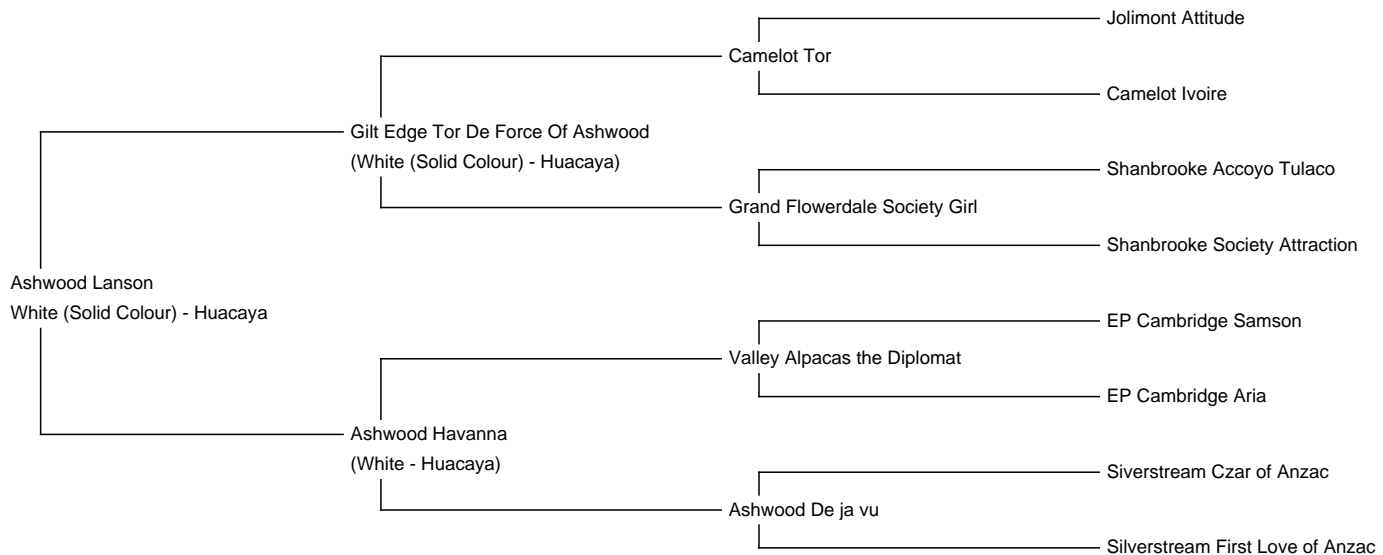 Jolimont Attitude
Camelot Tor
Camelot Ivoire
Gilt Edge Tor De Force Of Ashwood
(White (Solid Colour) - Huacaya)
Shanbrooke Accoyo Tulaco
Grand Flowerdale Society Girl
Shanbrooke Society Attraction
Ashwood Lanson
White (Solid Colour) - Huacaya
EP Cambridge Samson
Valley Alpacas the Diplomat
EP Cambridge Aria
Ashwood Havanna
(White - Huacaya)
Siverstream Czar of Anzac
Ashwood De ja vu
Silverstream First Love of Anzac